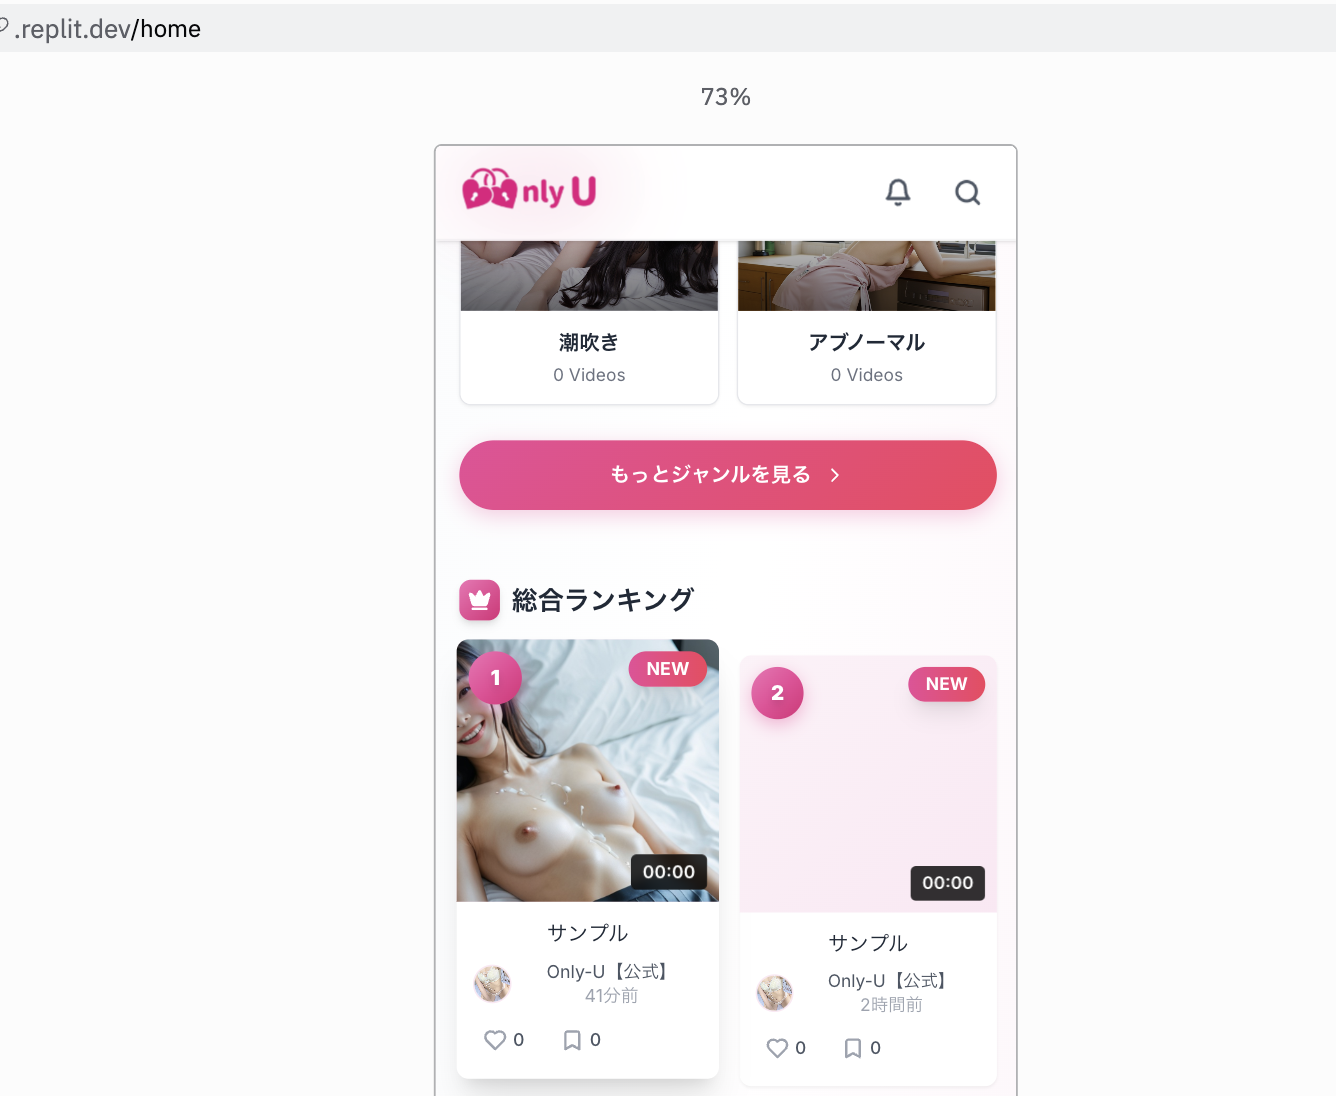 .replit.dev/home
73%
nly U
潮吹き
0 Videos
アブノーマル
0 Videos
もっとジャンルを見る
総合ランキング
1
NEW
00:00
サンプル
Only-U【公式】
41分前
0
0
2
NEW
00:00
サンプル
Only-U【公式】
2時間前
0
0